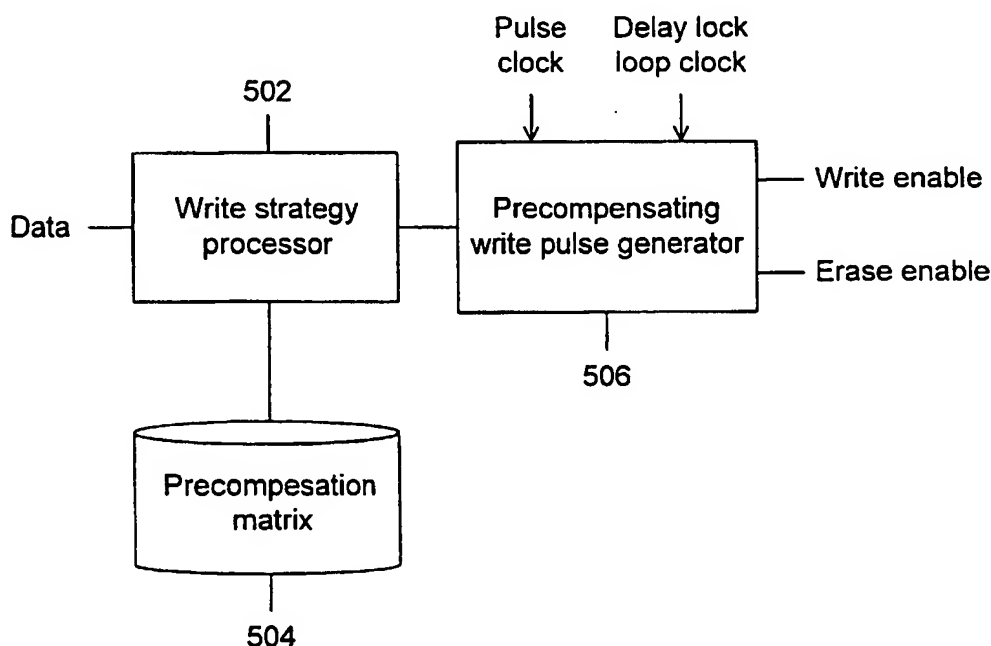 Pulse
clock
Delay lock
loop clock
502
Data
Write strategy
processor
Precompensating
write pulse generator
Write enable
Erase enable
506
Precompesation
matrix
504